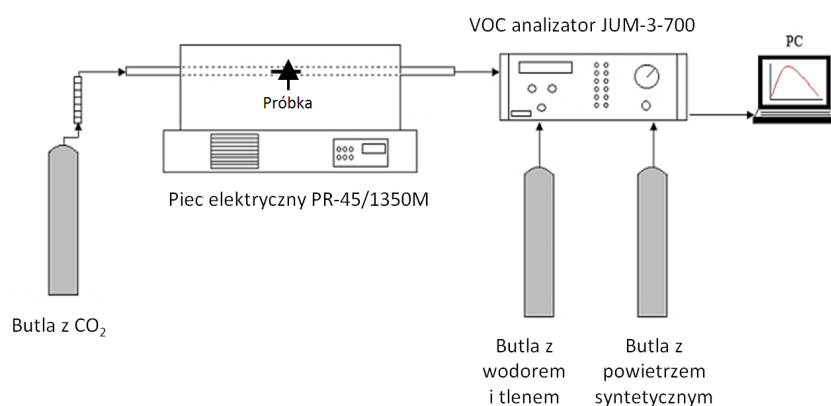 VOC analizator JUM-3-700
PC
Próbka
Piec elektryczny PR-45/1350M
Butla z CO₂
Butla z
wodorem
i tlenem
Butla z
powietrzem
syntetycznym